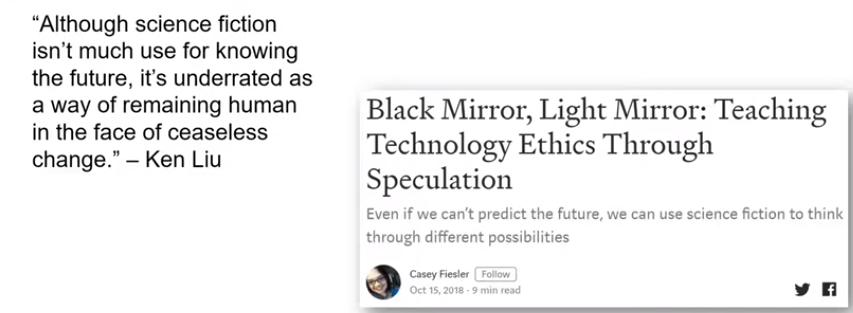 “Although science fiction
isn’t much use for knowing
the future, it’s underrated as
a way of remaining human
in the face of ceaseless
change.” – Ken Liu
Black Mirror, Light Mirror: Teaching
Technology Ethics Through
Speculation
Even if we can’t predict the future, we can use science fiction to think
through different possibilities
Casey Fiesler Follow
Oct 15, 2018 · 9 min read